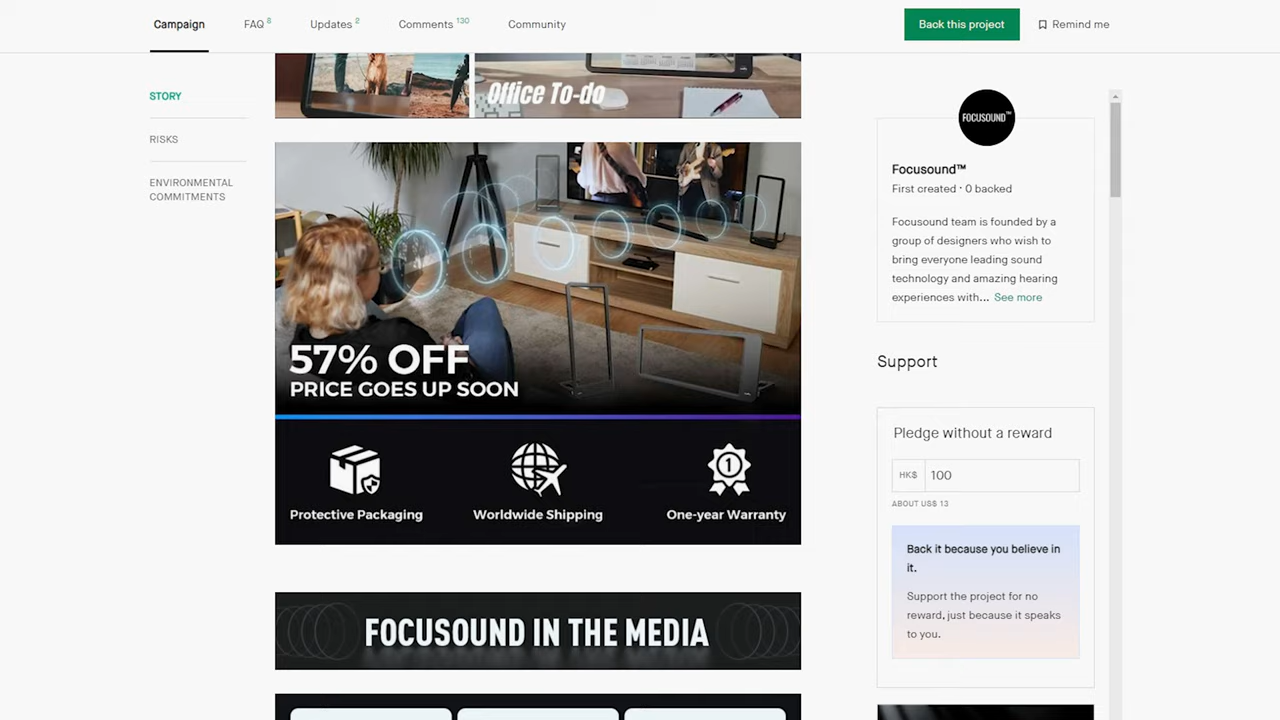 Campaign
FAQ 8
Updates 2
Comments 130
Community
Back this project
Remind me
STORY
RISKS
ENVIRONMENTAL
COMMITMENTS
Office To-do
57% OFF
PRICE GOES UP SOON
1
Protective Packaging
Worldwide Shipping
One-year Warranty
FOCUSOUND IN THE MEDIA
FOCUSOUND™
Focusound™
First created · 0 backed
Focusound team is founded by a
group of designers who wish to
bring everyone leading sound
technology and amazing hearing
experiences with... See more
Support
Pledge without a reward
HK$ 100
ABOUT US$ 13
Back it because you believe in
it.
Support the project for no
reward, just because it speaks
to you.